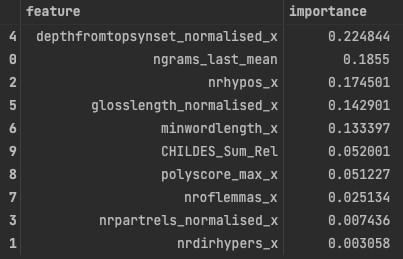 feature importance
4 depthfromtopsynset_normalised_x 0.224844
0 ngrams_last_mean 0.1855
2 nrhypos_x 0.174501
5 glosslength_normalised_x 0.142901
6 minwordlength_x 0.133397
9 CHILDES_Sum_Rel 0.052001
8 polyscore_max_x 0.051227
7 nroflemmas_x 0.025134
3 nrpartrels_normalised_x 0.007436
1 nrdirhypers_x 0.003058